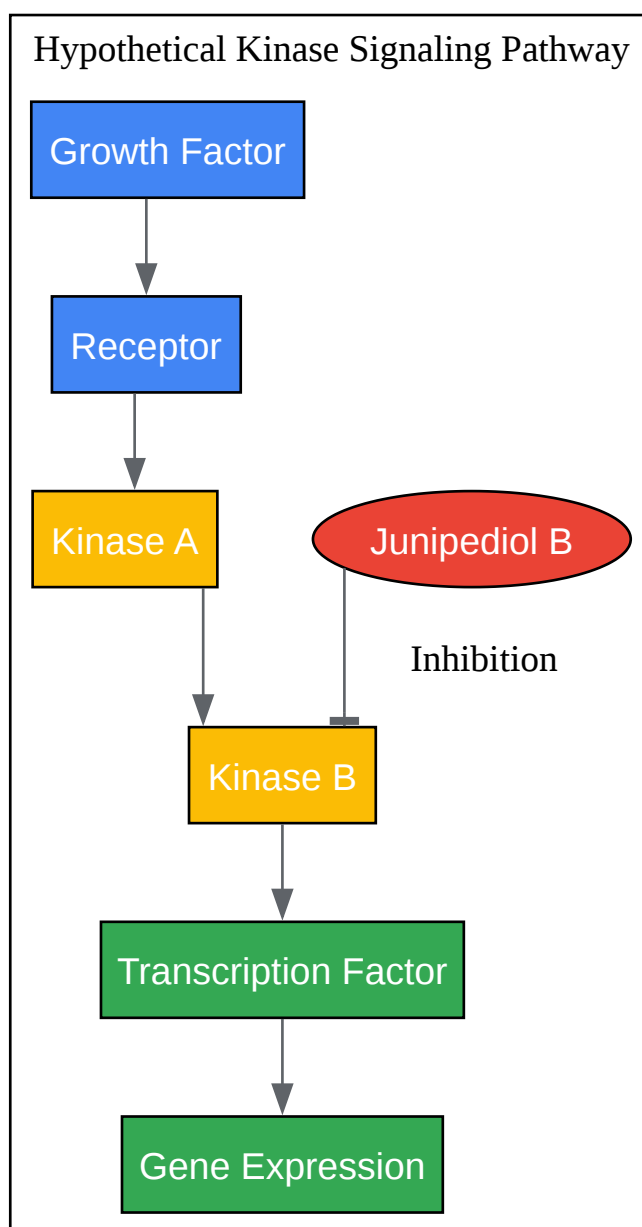 Hypothetical Kinase Signaling Pathway
Growth Factor
Receptor
Kinase A
Junipediol B
Inhibition
Kinase B
Transcription Factor
Gene Expression